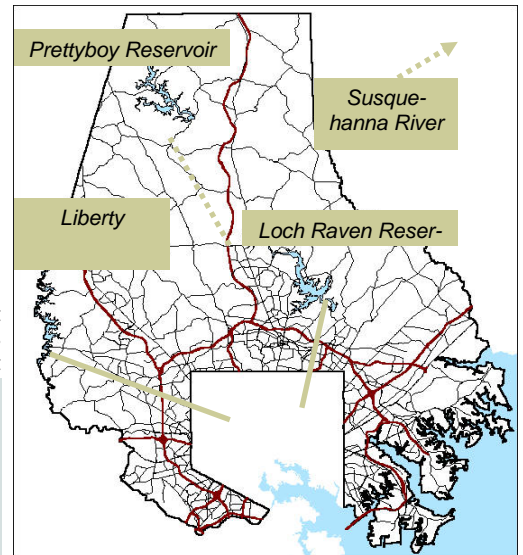 Prettyboy Reservoir
Susque-
hanna River
Liberty
Loch Raven Reser-